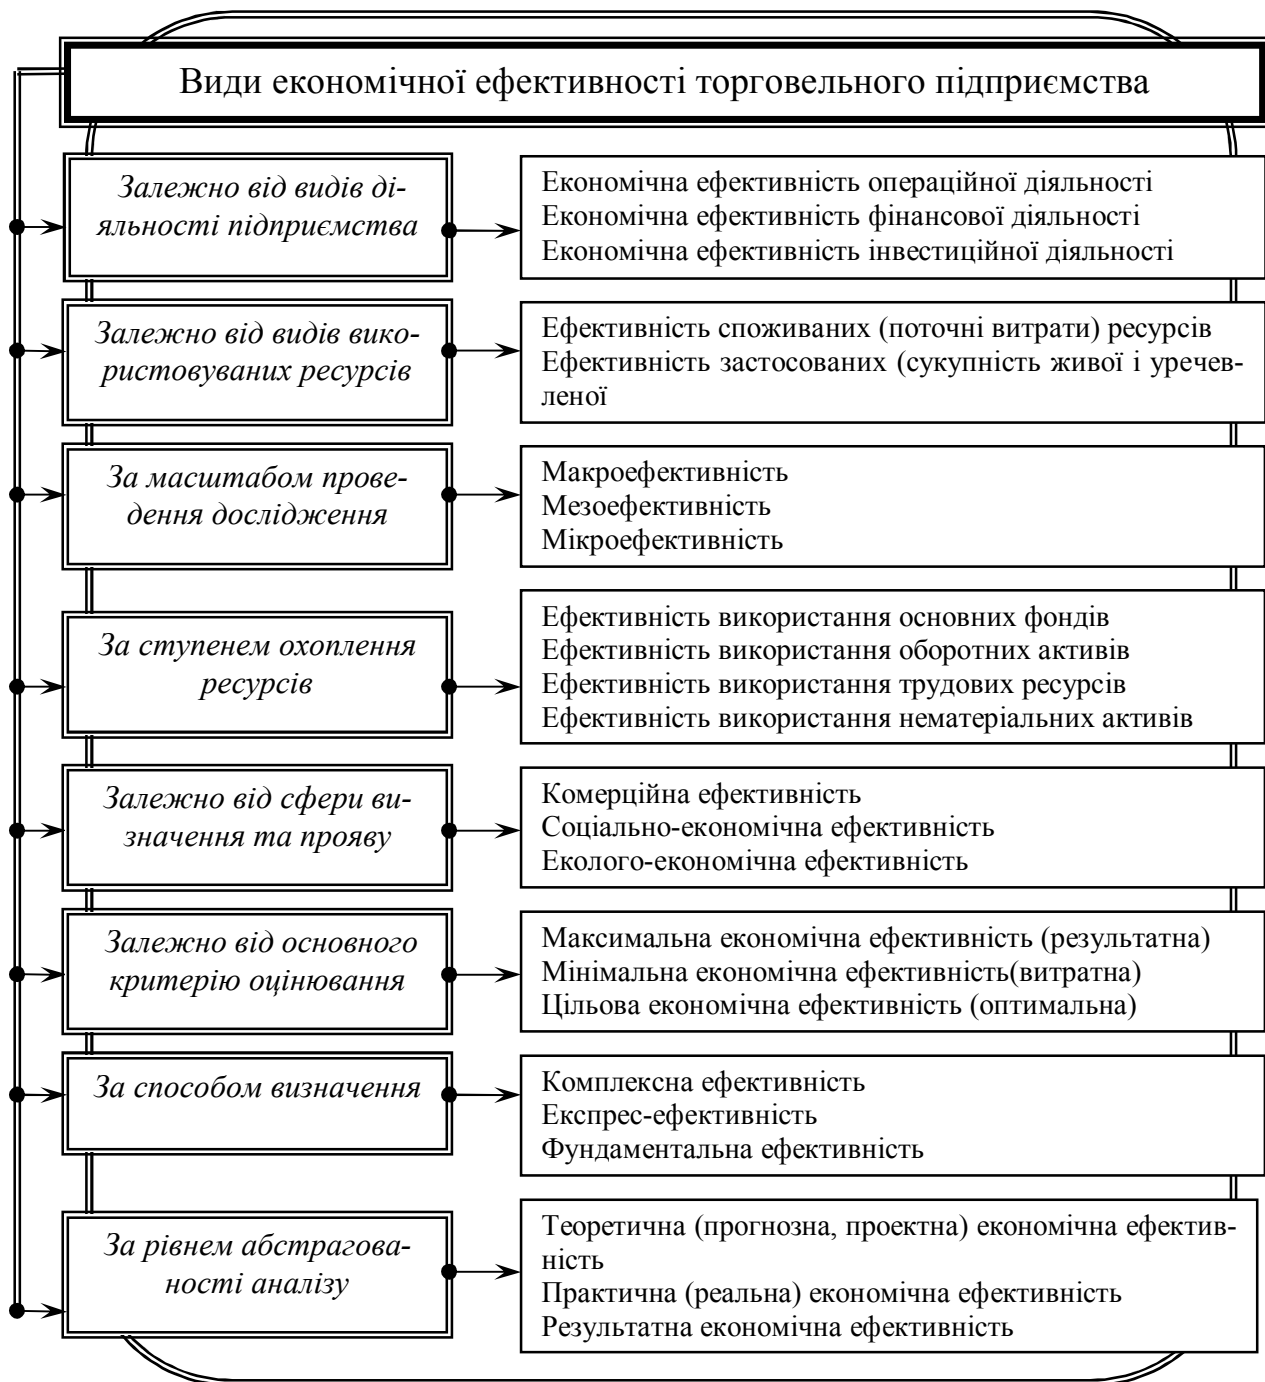 Види економічної ефективності торговельного підприємства
Залежно від видів ді-
яльності підприємства
Економічна ефективність операційної діяльності
Економічна ефективність фінансової діяльності
Економічна ефективність інвестиційної діяльності
Залежно від видів вико-
ристовуваних ресурсів
Ефективність споживаних (поточні витрати) ресурсів
Ефективність застосованих (сукупність живої і уречев-
леної
За масштабом прове-
дення дослідження
Макроефективність
Мезоефективність
Мікроефективність
За ступенем охоплення
ресурсів
Ефективність використання основних фондів
Ефективність використання оборотних активів
Ефективність використання трудових ресурсів
Ефективність використання нематеріальних активів
Залежно від сфери ви-
значення та прояву
Комерційна ефективність
Соціально-економічна ефективність
Еколого-економічна ефективність
Залежно від основного
критерію оцінювання
Максимальна економічна ефективність (результатна)
Мінімальна економічна ефективність(витратна)
Цільова економічна ефективність (оптимальна)
За способом визначення
Комплексна ефективність
Експрес-ефективність
Фундаментальна ефективність
За рівнем абстрагова-
ності аналізу
Теоретична (прогнозна, проектна) економічна ефектив-
ність
Практична (реальна) економічна ефективність
Результатна економічна ефективність